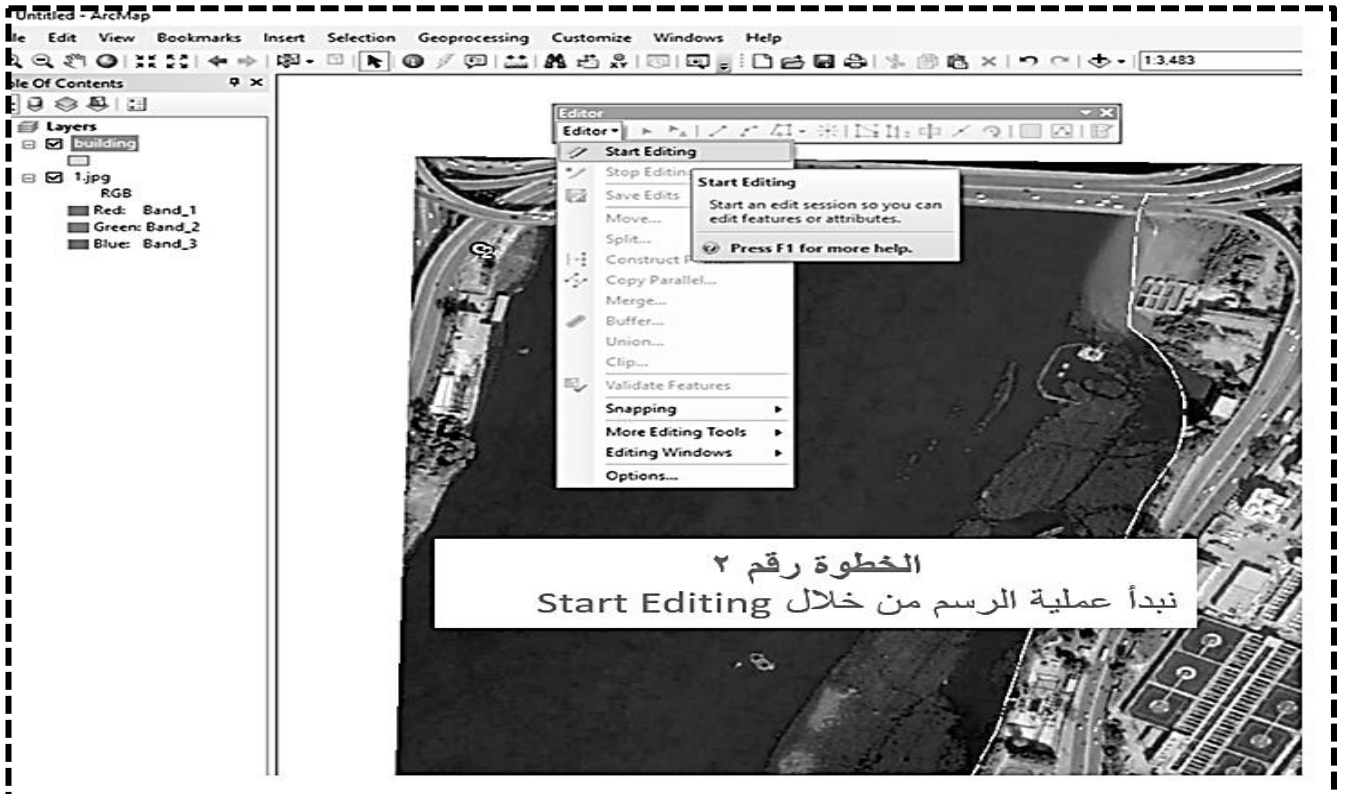 Untitled - ArcMap
Edit View Bookmarks Insert Selection Geoprocessing Customize Windows Help
1:3,483
Of Contents
Layers
building
1.jpg
RGB
Red: Band_1
Green: Band_2
Blue: Band_3
Editor
Editor
Start Editing
Stop Editing
Save Edits
Move...
Split...
Construct
Copy Parallel...
Merge...
Buffer...
Union...
Clip...
Validate Features
Snapping
More Editing Tools
Editing Windows
Options...
Start Editing
Start an edit session so you can
edit features or attributes.
Press F1 for more help.
الخطوة رقم ٢
نبدأ عملية الرسم من خلال Start Editing